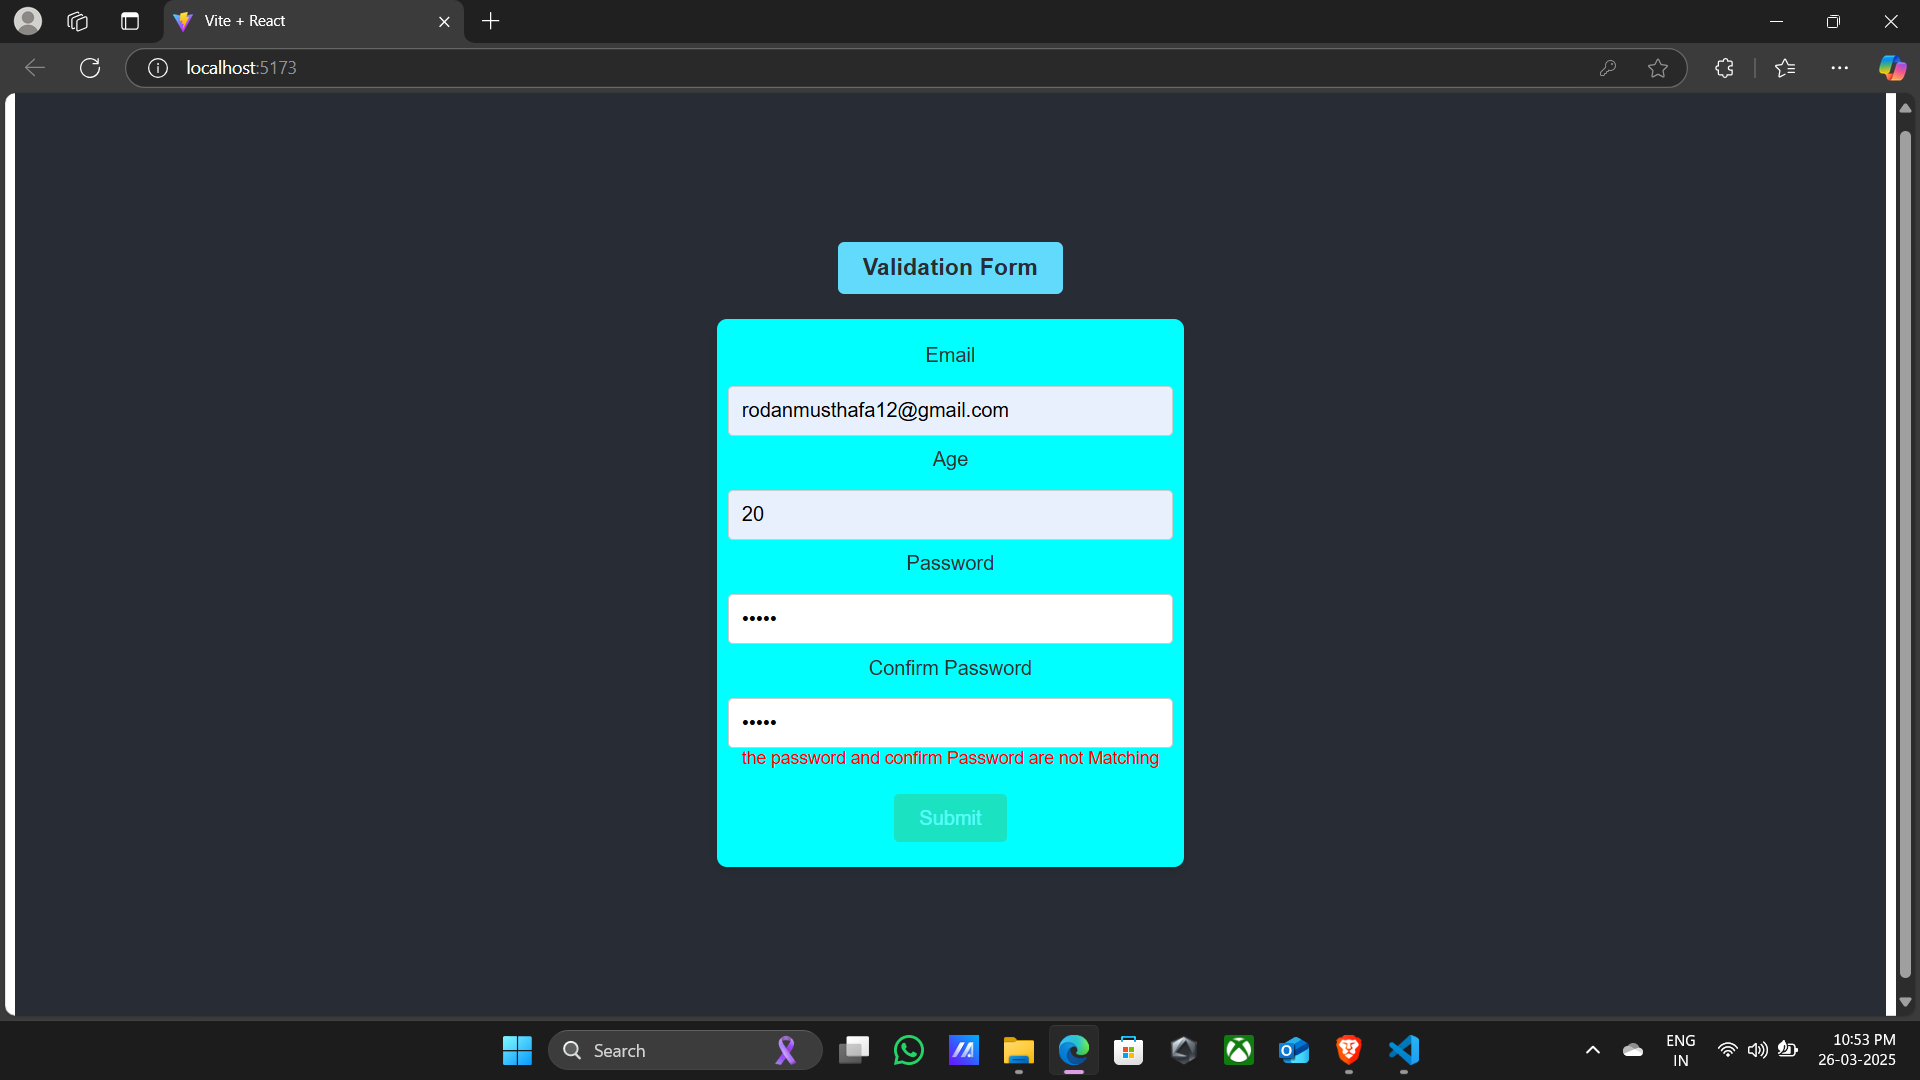 Vite + React
localhost:5173
Validation Form
Email
rodanmusthafa12@gmail.com
Age
20
Password
•••••
Confirm Password
•••••
the password and confirm Password are not Matching
Submit
Search
ENG
IN
10:53 PM
26-03-2025